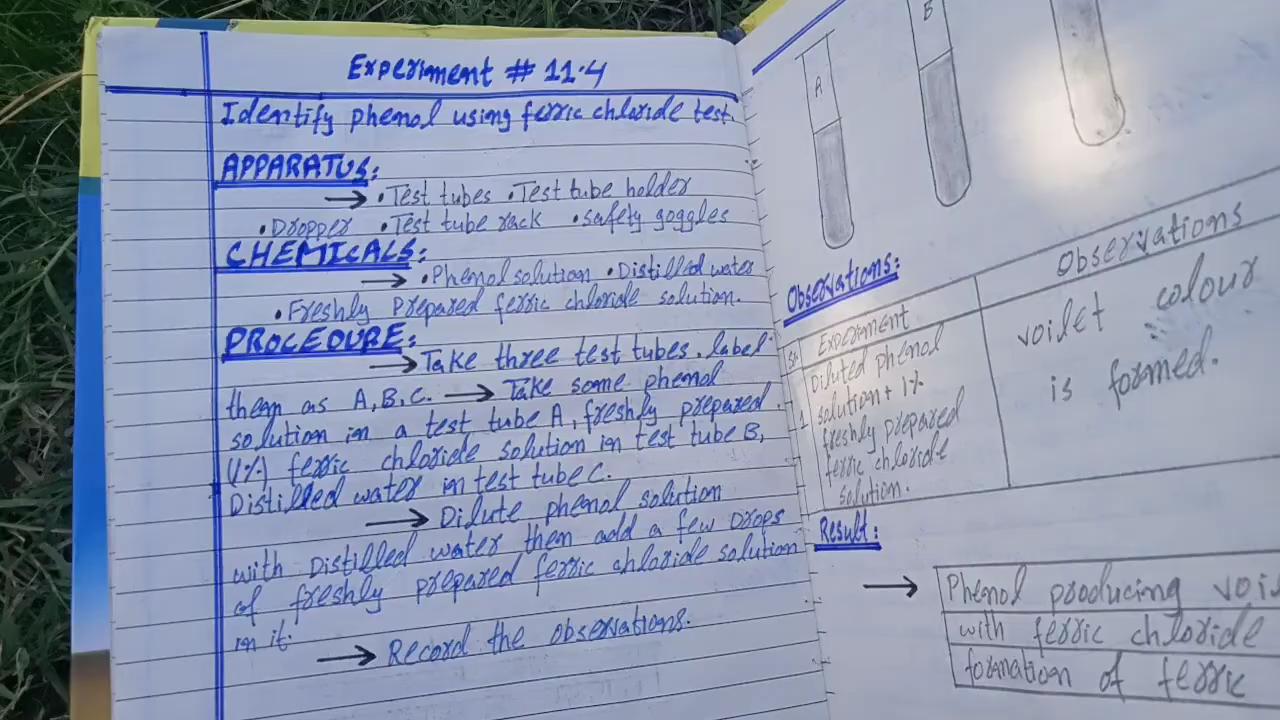 Experiment # 11.4
Identify phenol using ferric chloride test.
APPARATUS:
→ • Test tubes • Test tube holder
• Dropper • Test tube rack • safety goggles
CHEMICALS:
→ • Phenol solution • Distilled water
• Freshly Prepared ferric chloride solution.
PROCEDURE:
→ Take three test tubes. label
them as A, B, C. → Take some phenol
solution in a test tube A, freshly prepared
(1%) ferric chloride solution in test tube B,
Distilled water in test tube C.
→ Dilute phenol solution
with Distilled water them add a few Drops
of freshly prepared ferric chloride solution
in it.
→ Record the observations.
A
B
Observations:
Experment
Observations
1
Diluted phenol
solution + 1%
freshly prepared
ferric chloride
solution.
voilet colour
is formed.
Result:
→ Phenol producing
with ferric chloride
formation of ferric